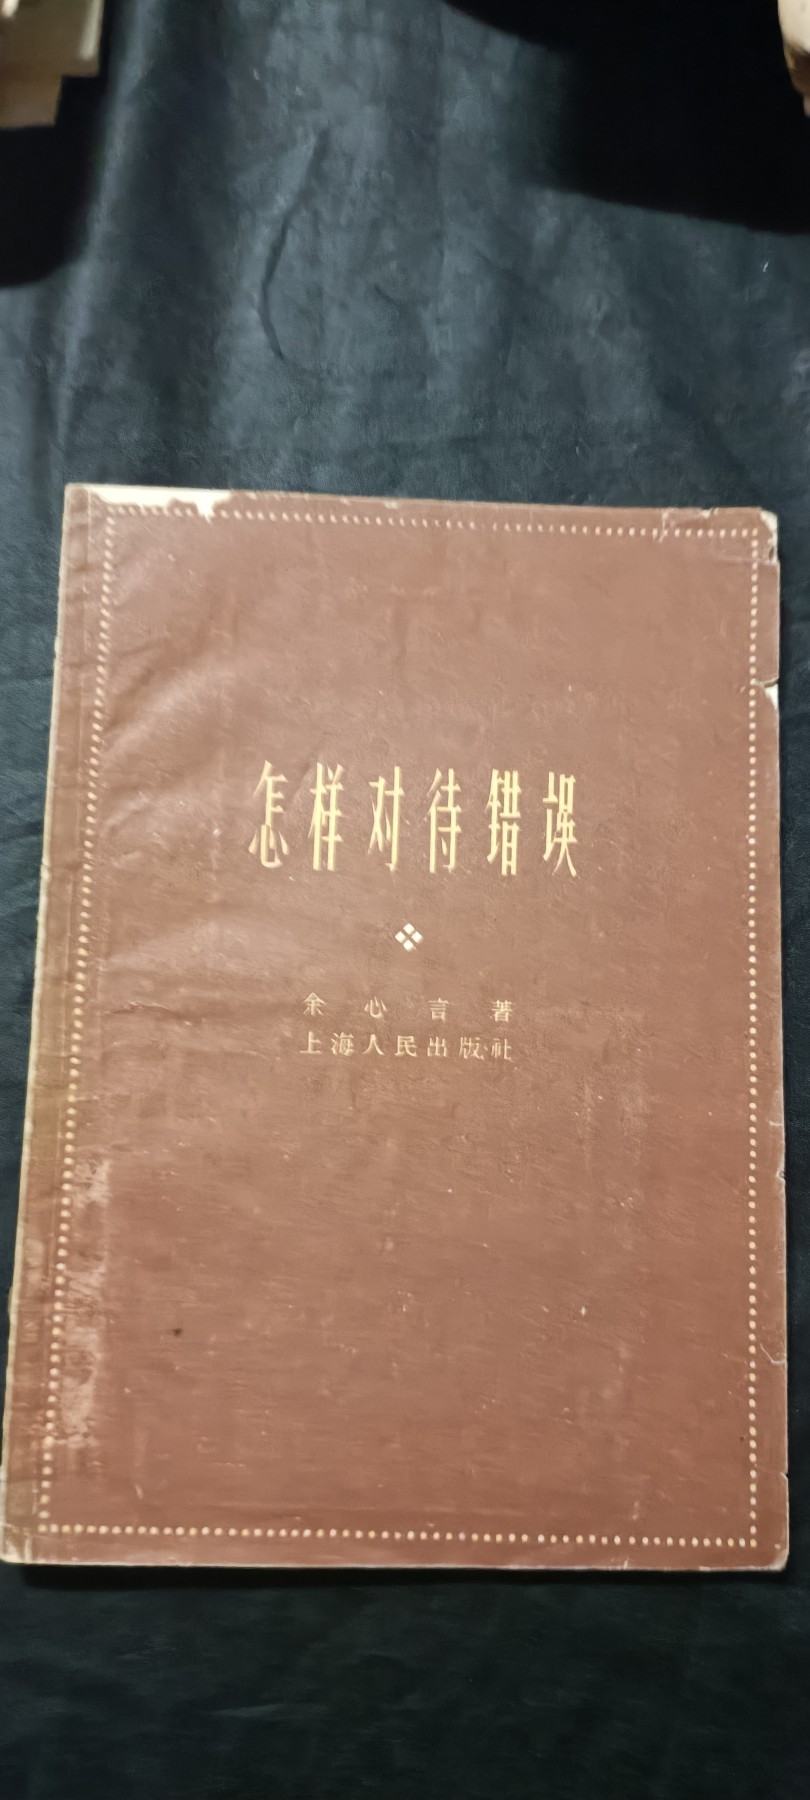 怎样对待错误
余心言著
上海人民出版社